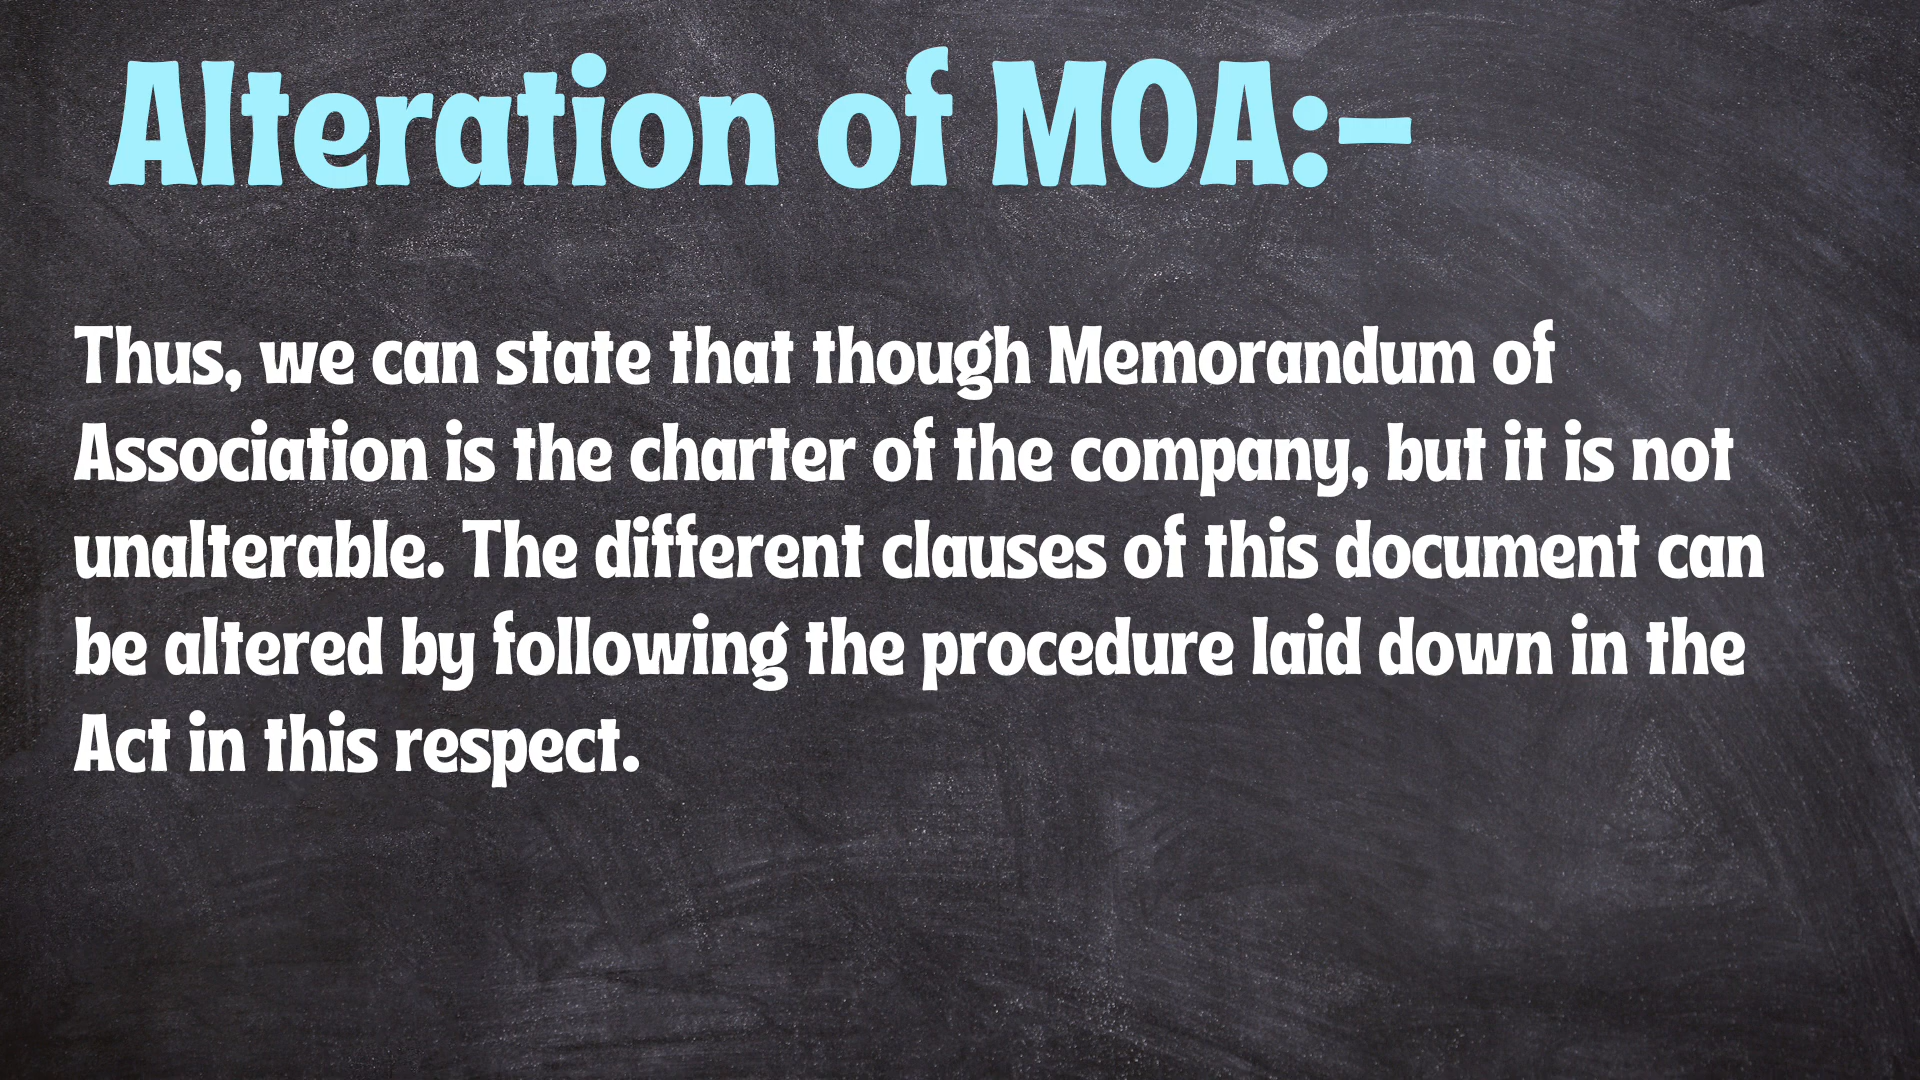 Alteration of MOA:-
Thus, we can state that though Memorandum of
Association is the charter of the company, but it is not
unalterable. The different clauses of this document can
be altered by following the procedure laid down in the
Act in this respect.